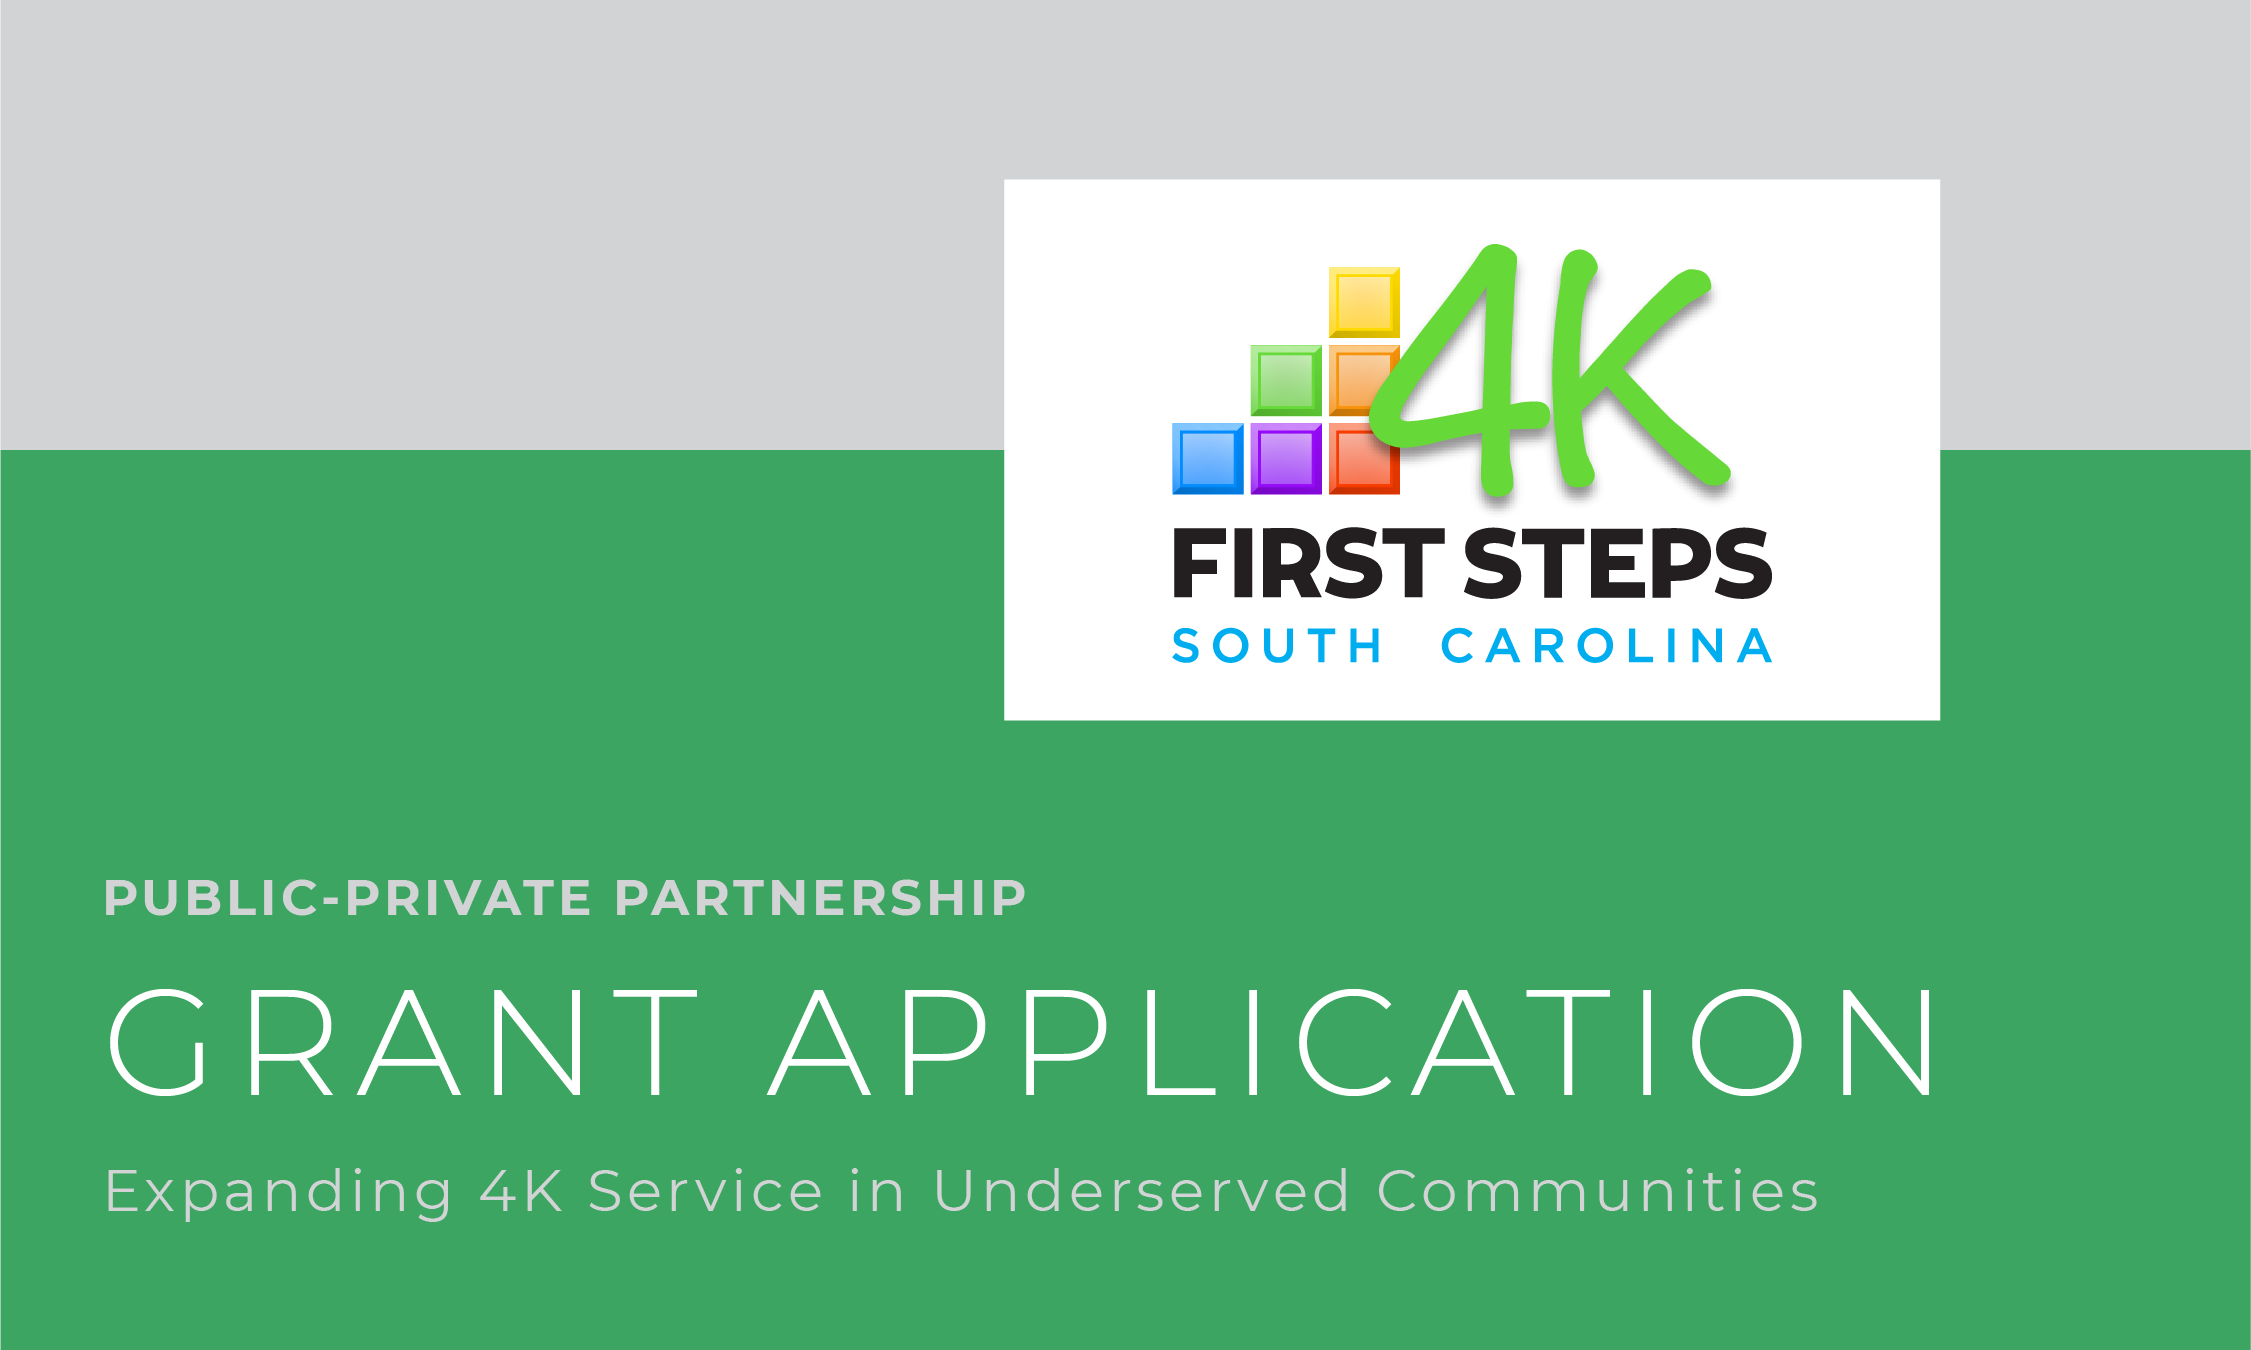 4K
FIRST STEPS
SOUTH CAROLINA
PUBLIC-PRIVATE PARTNERSHIP
GRANT APPLICATION
Expanding 4K Service in Underserved Communities